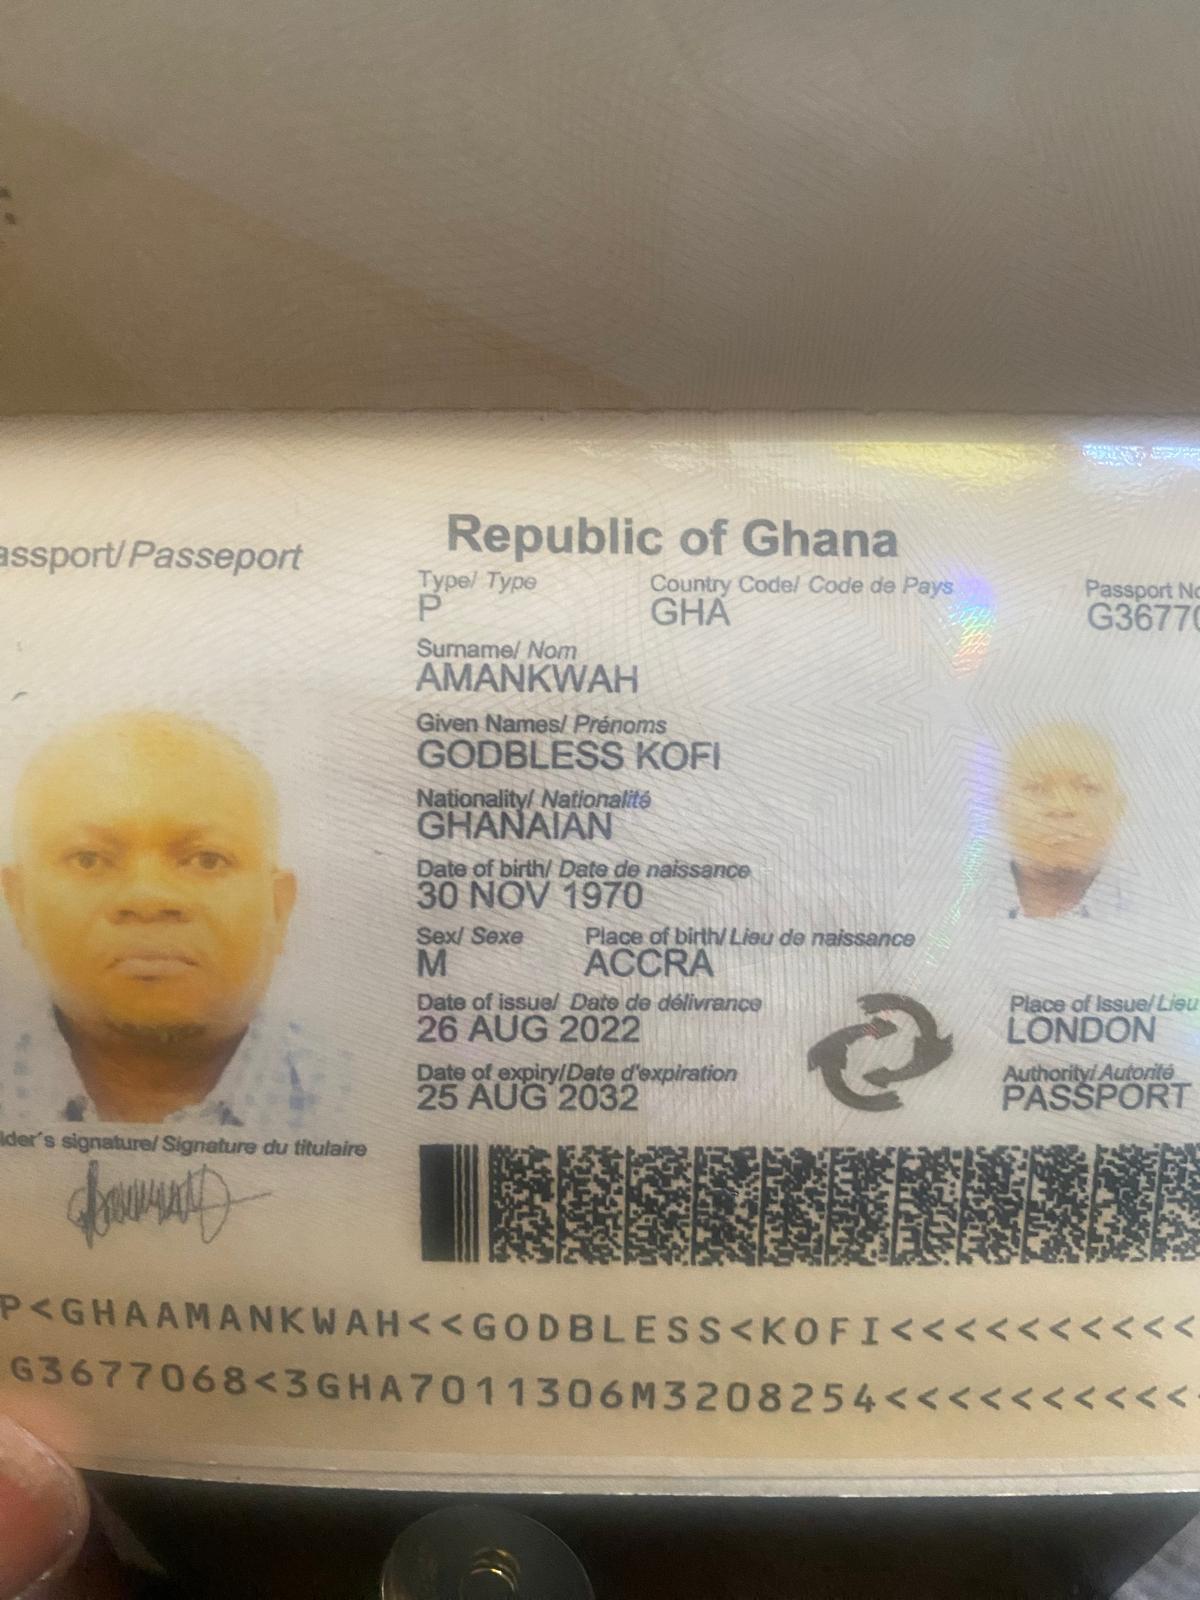 Passeport
Republic of Ghana
Type/ Type
P
Country Code/ Code de Pays
GHA
Passport
G36770
Surname/ Nom
AMANKWAH
Given Names/ Prénoms
GODBLESS KOFI
Nationality/ Nationalité
GHANAIAN
Date of birth/ Date de naissance
30 NOV 1970
Sex/ Sexe
M
Place of birth/ Lieu de naissance
ACCRA
Date of issue/ Date de délivrance
26 AUG 2022
Place of Issue/ Lieu
LONDON
Date of expiry/Date d'expiration
25 AUG 2032
Authority/ Autorité
PASSPORT
signature/ Signature du titulaire
P<GHAAMANKWAH<<GODBLESS<KOFI<<<<<<<<<<
G3677068<3GHA7011306M3208254<<<<<<<<<<